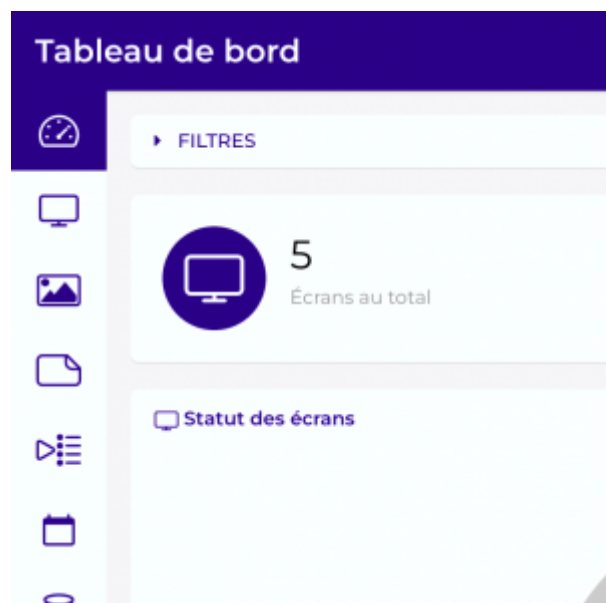 Tableau de bord
FILTRES
5
Écrans au total
Statut des écrans